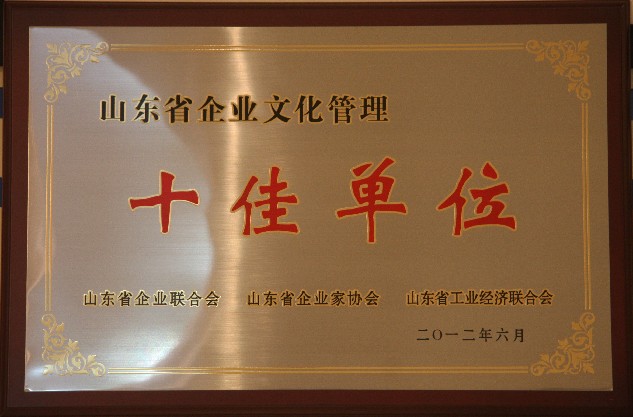 山东省企业文化管理
十佳单位
山东省企业联合会 山东省企业家协会 山东省工业经济联合会
二〇一二年六月